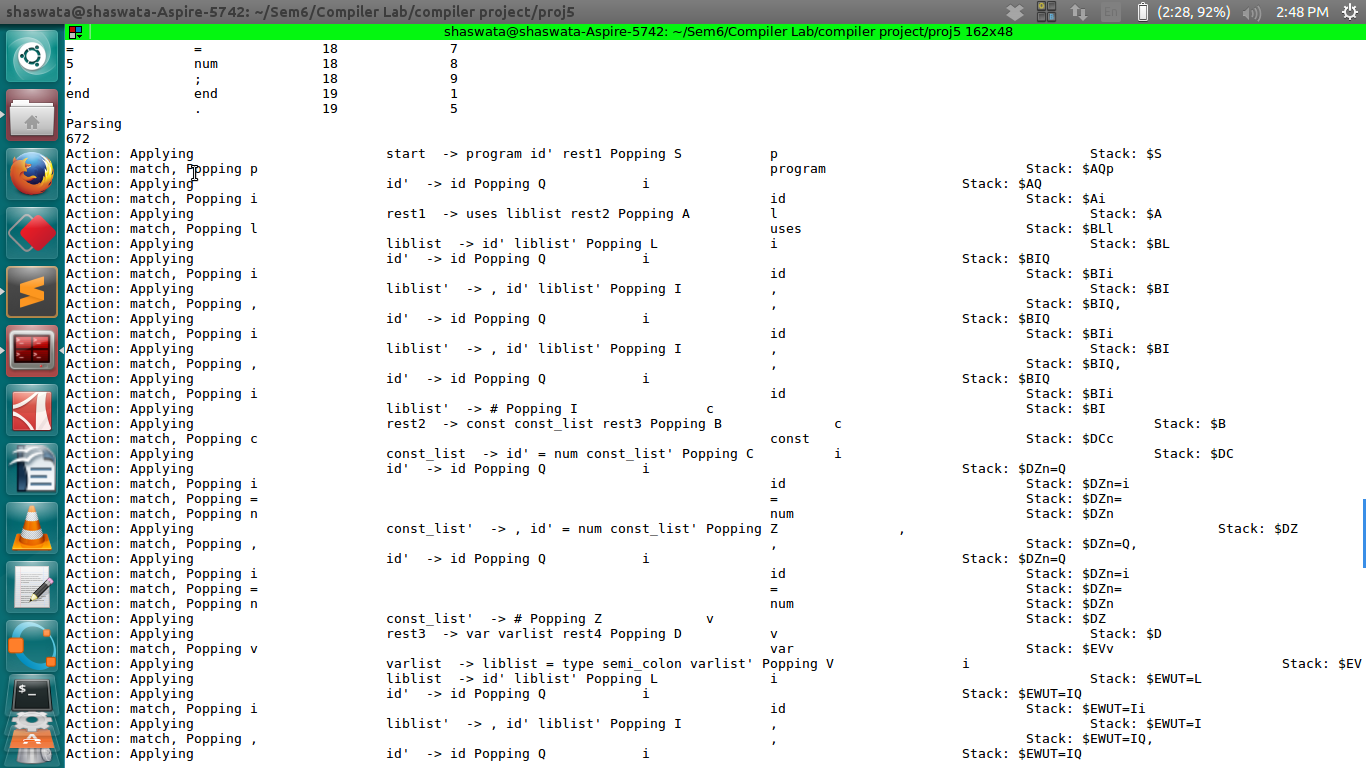 shaswata@shaswata-Aspire-5742: ~/Sem6/Compiler Lab/compiler project/proj5 En (2:28, 92%) 2:48 PM
shaswata@shaswata-Aspire-5742: ~/Sem6/Compiler Lab/compiler project/proj5 162x48
= = 18 7
5 num 18 8
; ; 18 9
end end 19 1
. . 19 5
Parsing
672
Action: Applying start -> program id' rest1 Popping S p Stack: $S
Action: match, Popping p program Stack: $AQp
Action: Applying id' -> id Popping Q i Stack: $AQ
Action: match, Popping i id Stack: $Ai
Action: Applying rest1 -> uses liblist rest2 Popping A l Stack: $A
Action: match, Popping l uses Stack: $BLl
Action: Applying liblist -> id' liblist' Popping L i Stack: $BL
Action: Applying id' -> id Popping Q i Stack: $BIQ
Action: match, Popping i id Stack: $BIi
Action: Applying liblist' -> , id' liblist' Popping I , Stack: $BI
Action: match, Popping , , Stack: $BIQ,
Action: Applying id' -> id Popping Q i Stack: $BIQ
Action: match, Popping i id Stack: $BIi
Action: Applying liblist' -> , id' liblist' Popping I , Stack: $BI
Action: match, Popping , , Stack: $BIQ,
Action: Applying id' -> id Popping Q i Stack: $BIQ
Action: match, Popping i id Stack: $BIi
Action: Applying liblist' -> # Popping I c Stack: $BI
Action: Applying rest2 -> const const_list rest3 Popping B c Stack: $B
Action: match, Popping c const Stack: $DCc
Action: Applying const_list -> id' = num const_list' Popping C i Stack: $DC
Action: Applying id' -> id Popping Q i Stack: $DZn=Q
Action: match, Popping i id Stack: $DZn=i
Action: match, Popping = = Stack: $DZn=
Action: match, Popping n num Stack: $DZn
Action: Applying const_list' -> , id' = num const_list' Popping Z , Stack: $DZ
Action: match, Popping , , Stack: $DZn=Q,
Action: Applying id' -> id Popping Q i Stack: $DZn=Q
Action: match, Popping i id Stack: $DZn=i
Action: match, Popping = = Stack: $DZn=
Action: match, Popping n num Stack: $DZn
Action: Applying const_list' -> # Popping Z v Stack: $DZ
Action: Applying rest3 -> var varlist rest4 Popping D v Stack: $D
Action: match, Popping v var Stack: $EVv
Action: Applying varlist -> liblist = type semi_colon varlist' Popping V i Stack: $EV
Action: Applying liblist -> id' liblist' Popping L i Stack: $EWUT=L
Action: Applying id' -> id Popping Q i Stack: $EWUT=IQ
Action: match, Popping i id Stack: $EWUT=Ii
Action: Applying liblist' -> , id' liblist' Popping I , Stack: $EWUT=I
Action: match, Popping , , Stack: $EWUT=IQ,
Action: Applying id' -> id Popping Q i Stack: $EWUT=IQ